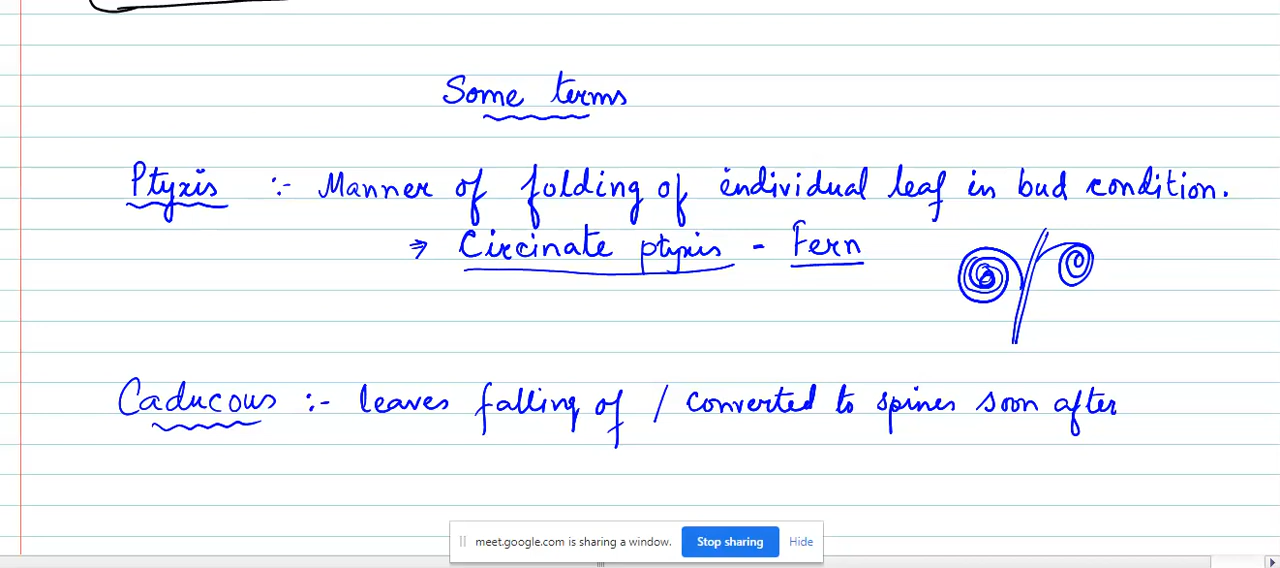 Some terms
Ptyxis :- Manner of folding of individual leaf in bud condition.
⇒ Circinate ptyxis - Fern
Caducous :- leaves falling of / converted to spines soon after
meet.google.com is sharing a window. Stop sharing Hide